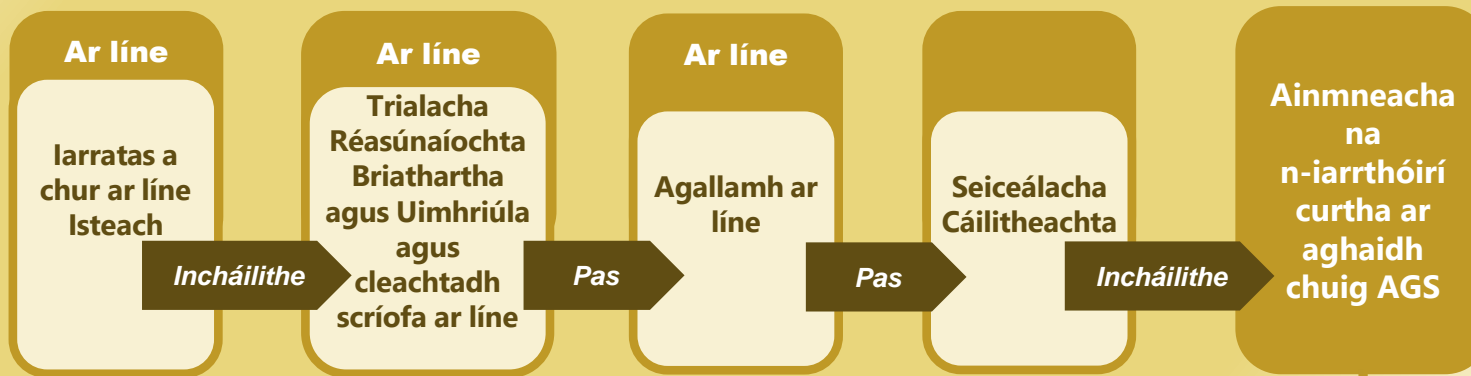 Ar líne
Iarratas a
chur ar líne
Isteach
Incháilithe
Ar líne
Trialacha
Réasúnaíochta
Briathartha
agus Uimhriúla
agus
cleachtadh
scríofa ar líne
Pas
Ar líne
Agallamh ar
líne
Pas
Seiceálacha
Cáilitheachta
Incháilithe
Ainmneacha
na
n-iarrthóirí
curtha ar
aghaidh
chuig AGS